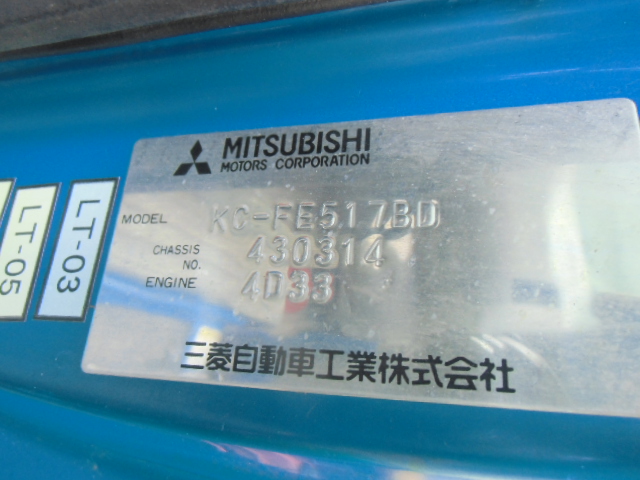 MITSUBISHI
MOTORS CORPORATION
MODEL KC-FE517BD
CHASSIS NO. 430314
ENGINE 4D33
三菱自動車工業株式会社
LT-05
LT-03